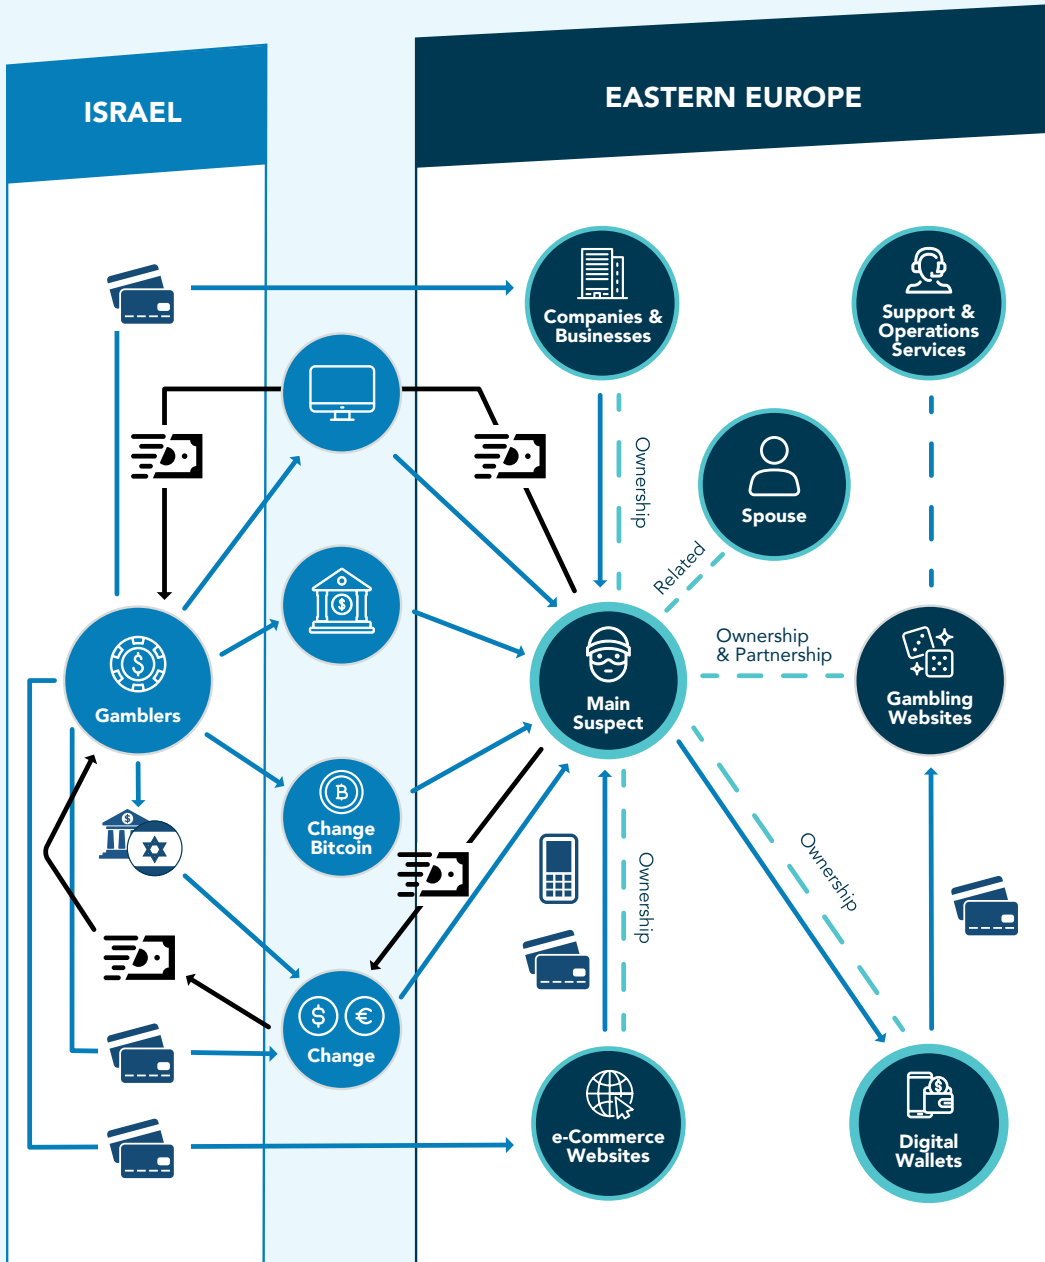 ISRAEL
EASTERN EUROPE
Companies &
Businesses
Support &
Operations
Services
Ownership
Spouse
Related
Gamblers
Main
Suspect
Ownership
& Partnership
Gambling
Websites
Change
Bitcoin
Ownership
Ownership
Change
e-Commerce
Websites
Digital
Wallets